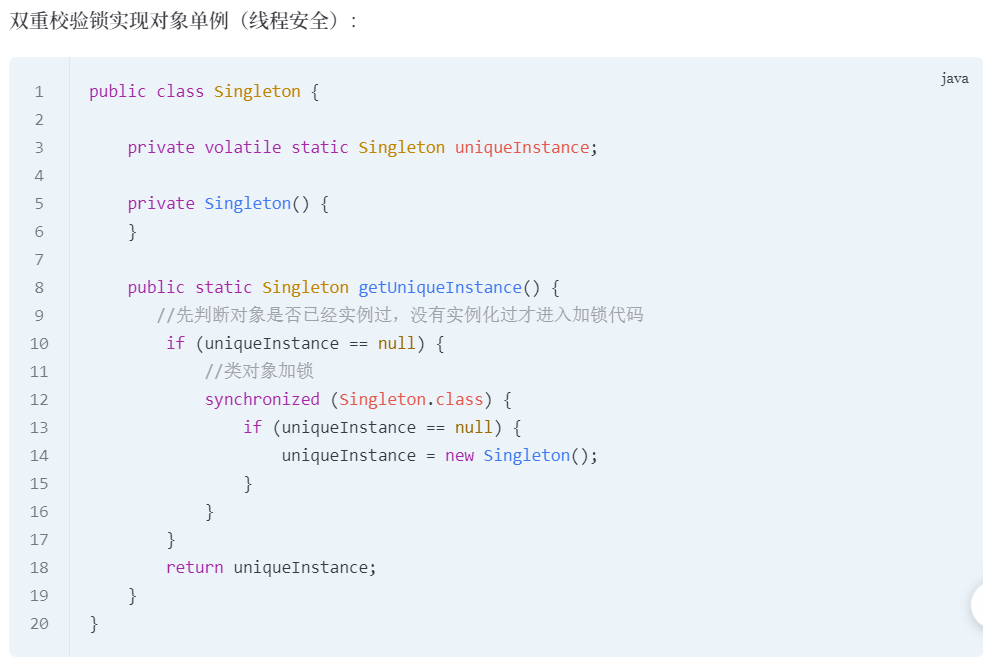 双重校验锁实现对象单例（线程安全）：
java
1 public class Singleton {
2
3 private volatile static Singleton uniqueInstance;
4
5 private Singleton() {
6 }
7
8 public static Singleton getUniqueInstance() {
9 //先判断对象是否已经实例过，没有实例化过才进入加锁代码
10 if (uniqueInstance == null) {
11 //类对象加锁
12 synchronized (Singleton.class) {
13 if (uniqueInstance == null) {
14 uniqueInstance = new Singleton();
15 }
16 }
17 }
18 return uniqueInstance;
19 }
20 }